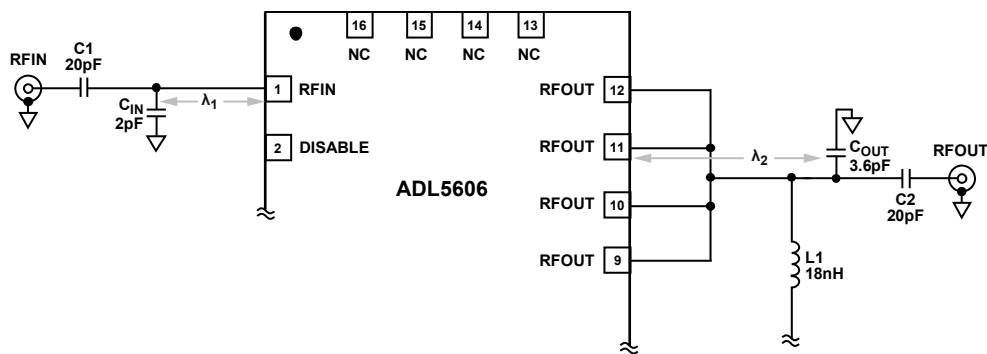 16
15
14
13
NC
NC
NC
NC
RFIN
C1
20pF
CIN
2pF
λ1
1
RFIN
2
DISABLE
ADL5606
RFOUT
12
RFOUT
11
RFOUT
10
RFOUT
9
λ2
COUT
3.6pF
RFOUT
C2
20pF
L1
18nH